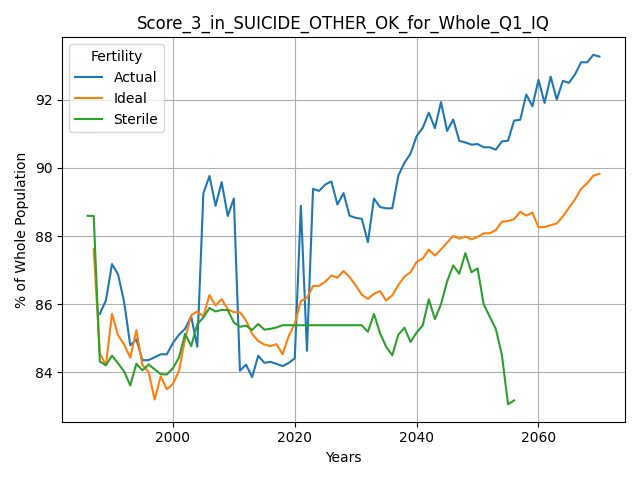 Score_3_in_SUICIDE_OTHER_OK_for_Whole_Q1_IQ
Fertility
Actual
Ideal
Sterile
% of Whole Population
92
90
88
86
84
2000
2020
2040
2060
Years